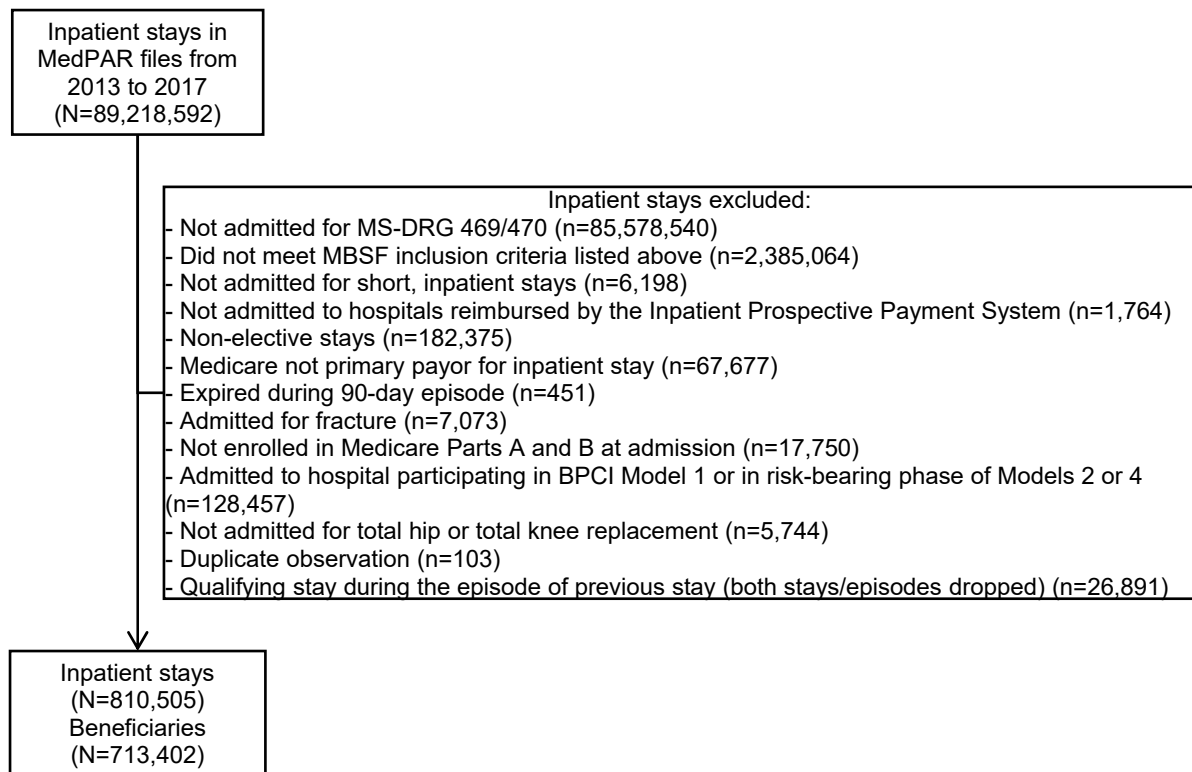 Inpatient stays in
MedPAR files from
2013 to 2017
(N=89,218,592)
Inpatient stays excluded:
- Not admitted for MS-DRG 469/470 (n=85,578,540)
- Did not meet MBSF inclusion criteria listed above (n=2,385,064)
- Not admitted for short, inpatient stays (n=6,198)
- Not admitted to hospitals reimbursed by the Inpatient Prospective Payment System (n=1,764)
- Non-elective stays (n=182,375)
- Medicare not primary payor for inpatient stay (n=67,677)
- Expired during 90-day episode (n=451)
- Admitted for fracture (n=7,073)
- Not enrolled in Medicare Parts A and B at admission (n=17,750)
- Admitted to hospital participating in BPCI Model 1 or in risk-bearing phase of Models 2 or 4
(n=128,457)
- Not admitted for total hip or total knee replacement (n=5,744)
- Duplicate observation (n=103)
- Qualifying stay during the episode of previous stay (both stays/episodes dropped) (n=26,891)
Inpatient stays
(N=810,505)
Beneficiaries
(N=713,402)